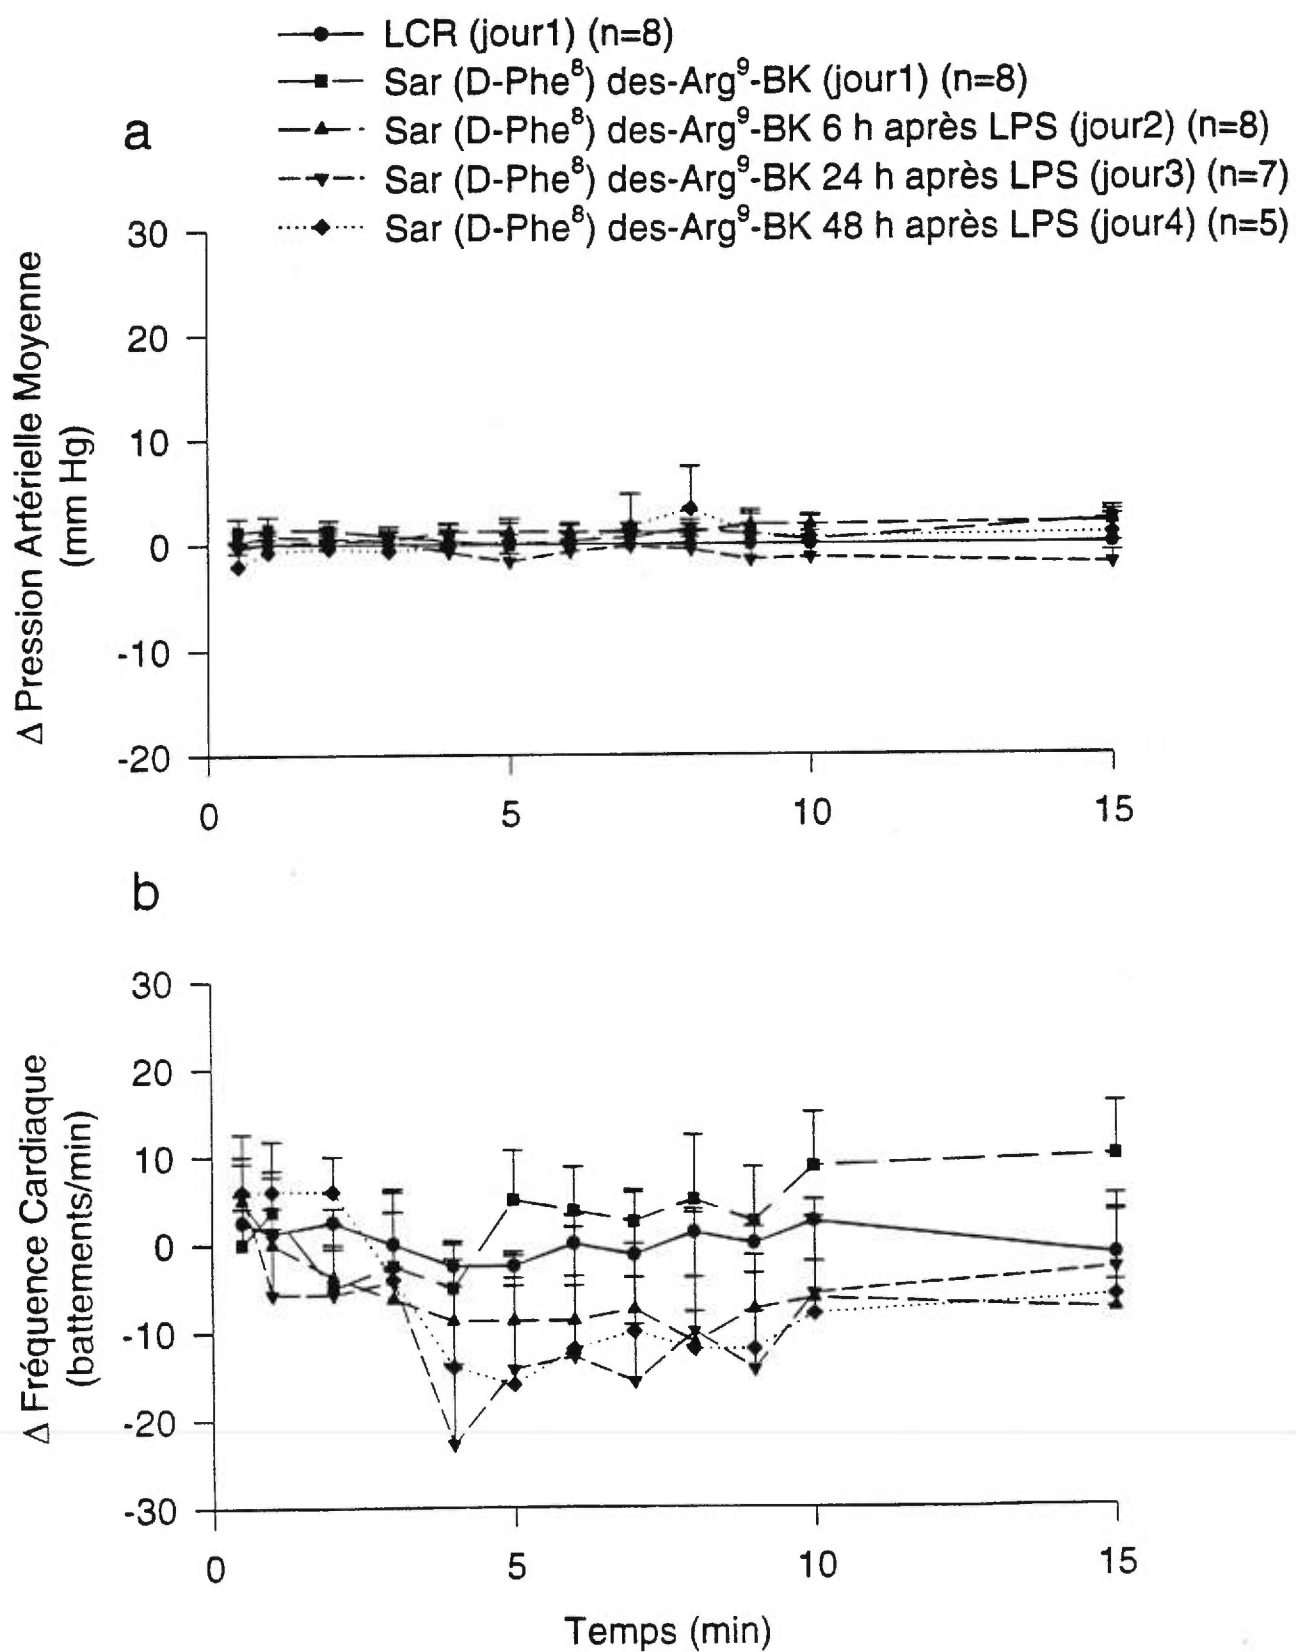 LCR (jour1) (n=8)
Sar (D-Phe⁸) des-Arg⁹-BK (jour1) (n=8)
a
Sar (D-Phe⁸) des-Arg⁹-BK 6 h après LPS (jour2) (n=8)
Sar (D-Phe⁸) des-Arg⁹-BK 24 h après LPS (jour3) (n=7)
Sar (D-Phe⁸) des-Arg⁹-BK 48 h après LPS (jour4) (n=5)
Δ Pression Artérielle Moyenne
(mm Hg)
30
20
10
0
-10
-20
0 5 10 15
b
Δ Fréquence Cardiaque
(battements/min)
30
20
10
0
-10
-20
-30
0 5 10 15
Temps (min)